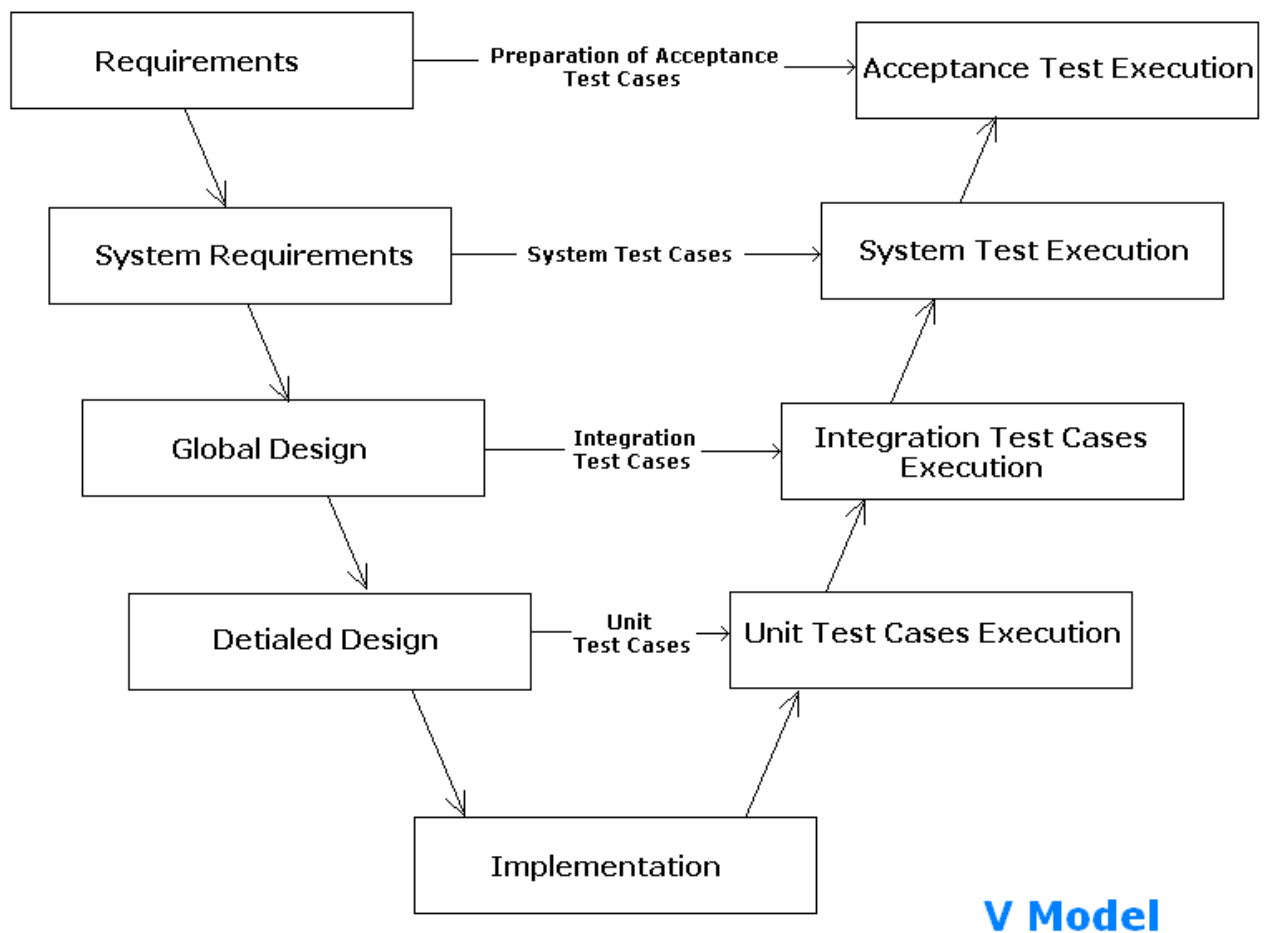 Requirements
Preparation of Acceptance
Test Cases
Acceptance Test Execution
System Requirements
System Test Cases
System Test Execution
Global Design
Integration
Test Cases
Integration Test Cases
Execution
Detialed Design
Unit
Test Cases
Unit Test Cases Execution
Implementation
V Model